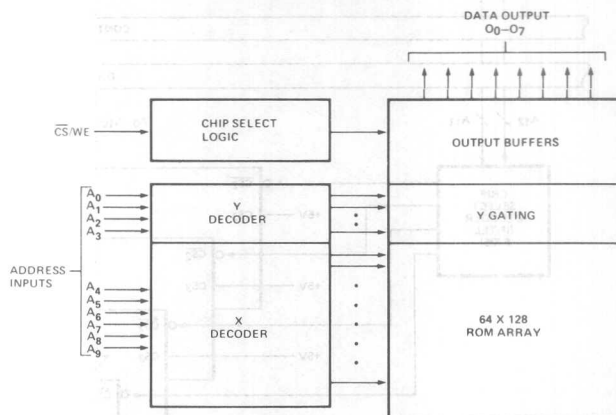 DATA OUTPUT
O0–O7
C̅S̅/WE
CHIP SELECT
LOGIC
OUTPUT BUFFERS
A0
A1
A2
A3
Y
DECODER
Y GATING
ADDRESS
INPUTS
A4
A5
A6
A7
A8
A9
X
DECODER
64 X 128
ROM ARRAY